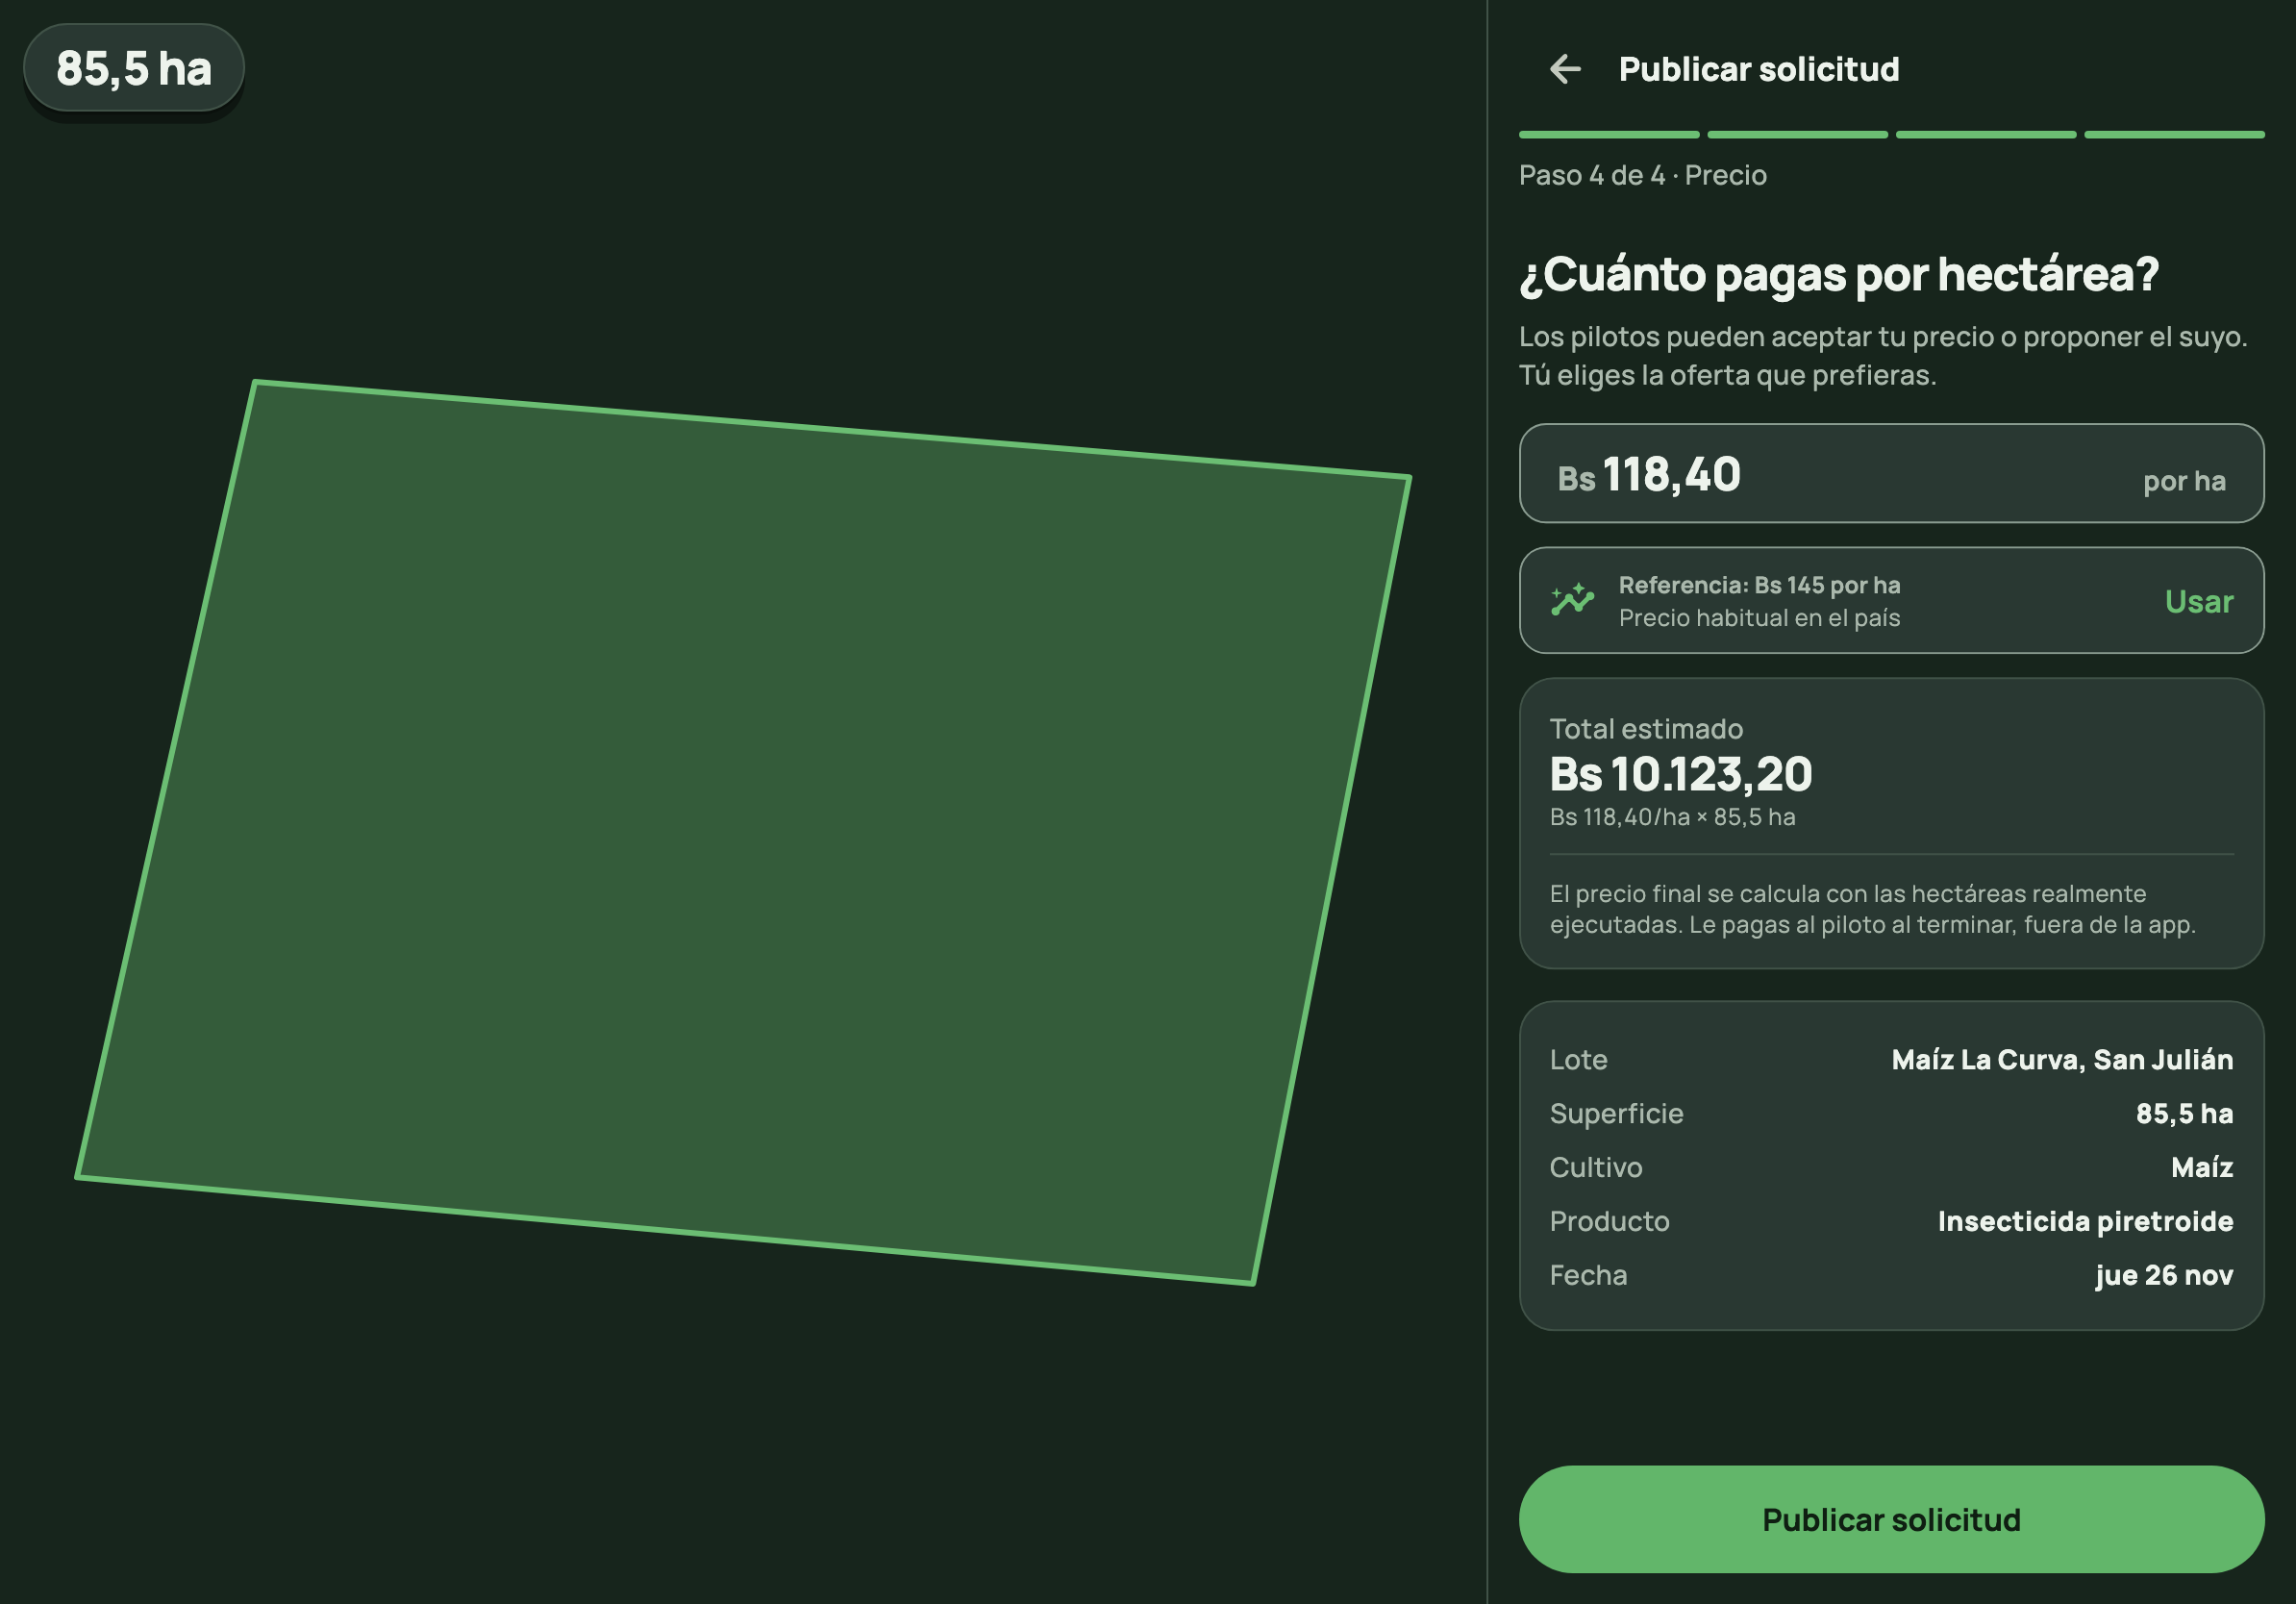 85,5 ha
Publicar solicitud
Paso 4 de 4 · Precio
¿Cuánto pagas por hectárea?
Los pilotos pueden aceptar tu precio o proponer el suyo.
Tú eliges la oferta que prefieras.
Bs 118,40 por ha
Referencia: Bs 145 por ha
Precio habitual en el país
Usar
Total estimado
Bs 10.123,20
Bs 118,40/ha × 85,5 ha
El precio final se calcula con las hectáreas realmente
ejecutadas. Le pagas al piloto al terminar, fuera de la app.
Lote Maíz La Curva, San Julián
Superficie 85,5 ha
Cultivo Maíz
Producto Insecticida piretroide
Fecha jue 26 nov
Publicar solicitud